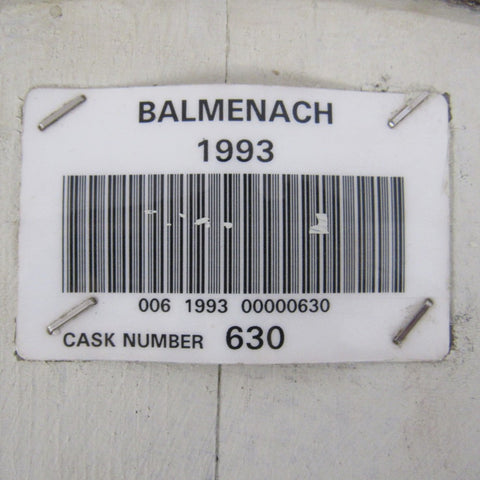 BALMENACH
1993
006 1993 00000630
CASK NUMBER 630